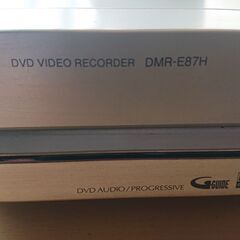 DVD VIDEO RECORDER DMR-E87H
DVD AUDIO/PROGRESSIVE G GUIDE